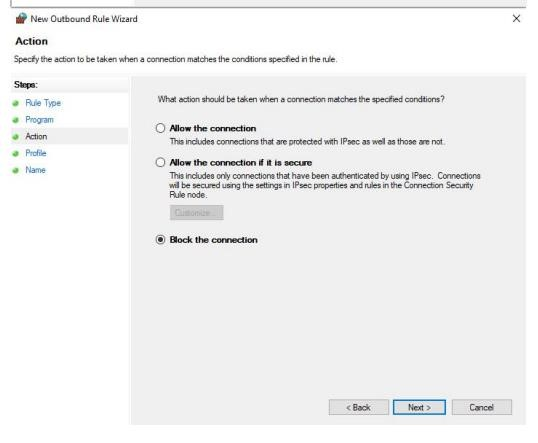 New Outbound Rule Wizard
Action
Specify the action to be taken when a connection matches the conditions specified in the rule.
Steps:
Rule Type
Program
Action
Profile
Name
What action should be taken when a connection matches the specified conditions?
Allow the connection
This includes connections that are protected with IPsec as well as those are not.
Allow the connection if it is secure
This includes only connections that have been authenticated by using IPsec. Connections
will be secured using the settings in IPsec properties and rules in the Connection Security
Rule node.
Customize...
Block the connection
< Back Next > Cancel